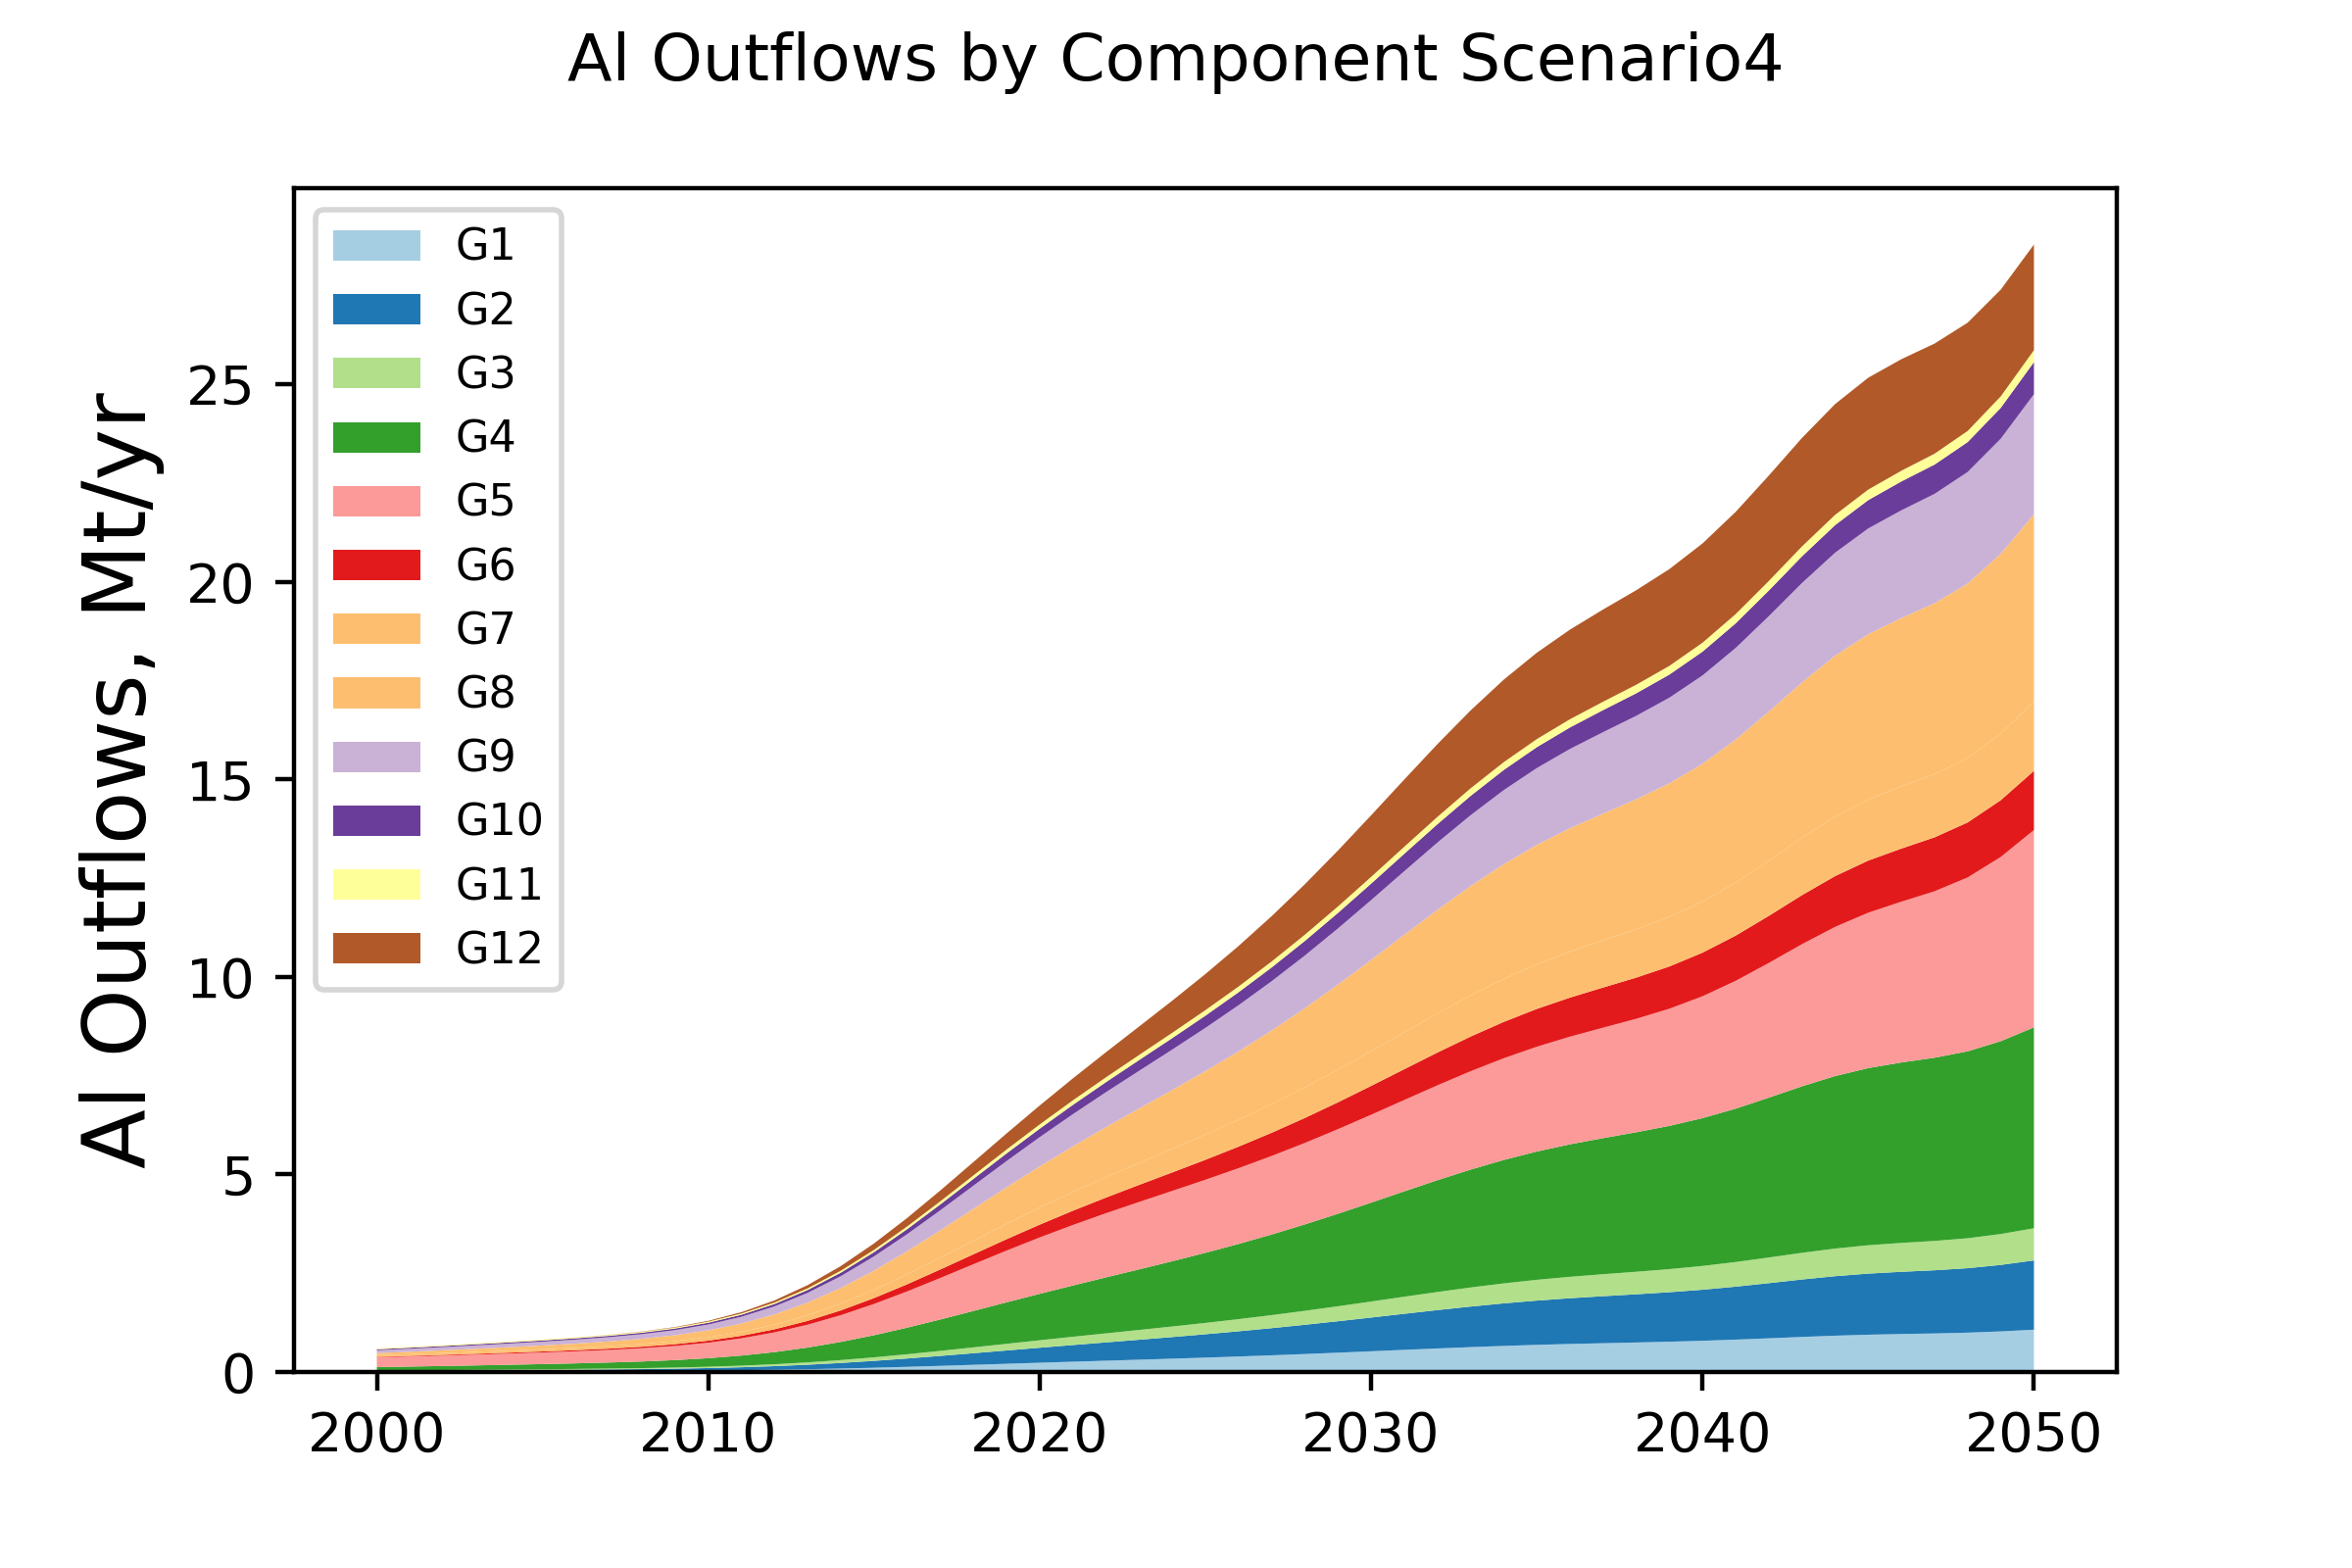 Al Outflows by Component Scenario4
Al Outflows, Mt/yr
25
20
15
10
5
0
G1
G2
G3
G4
G5
G6
G7
G8
G9
G10
G11
G12
2000 2010 2020 2030 2040 2050